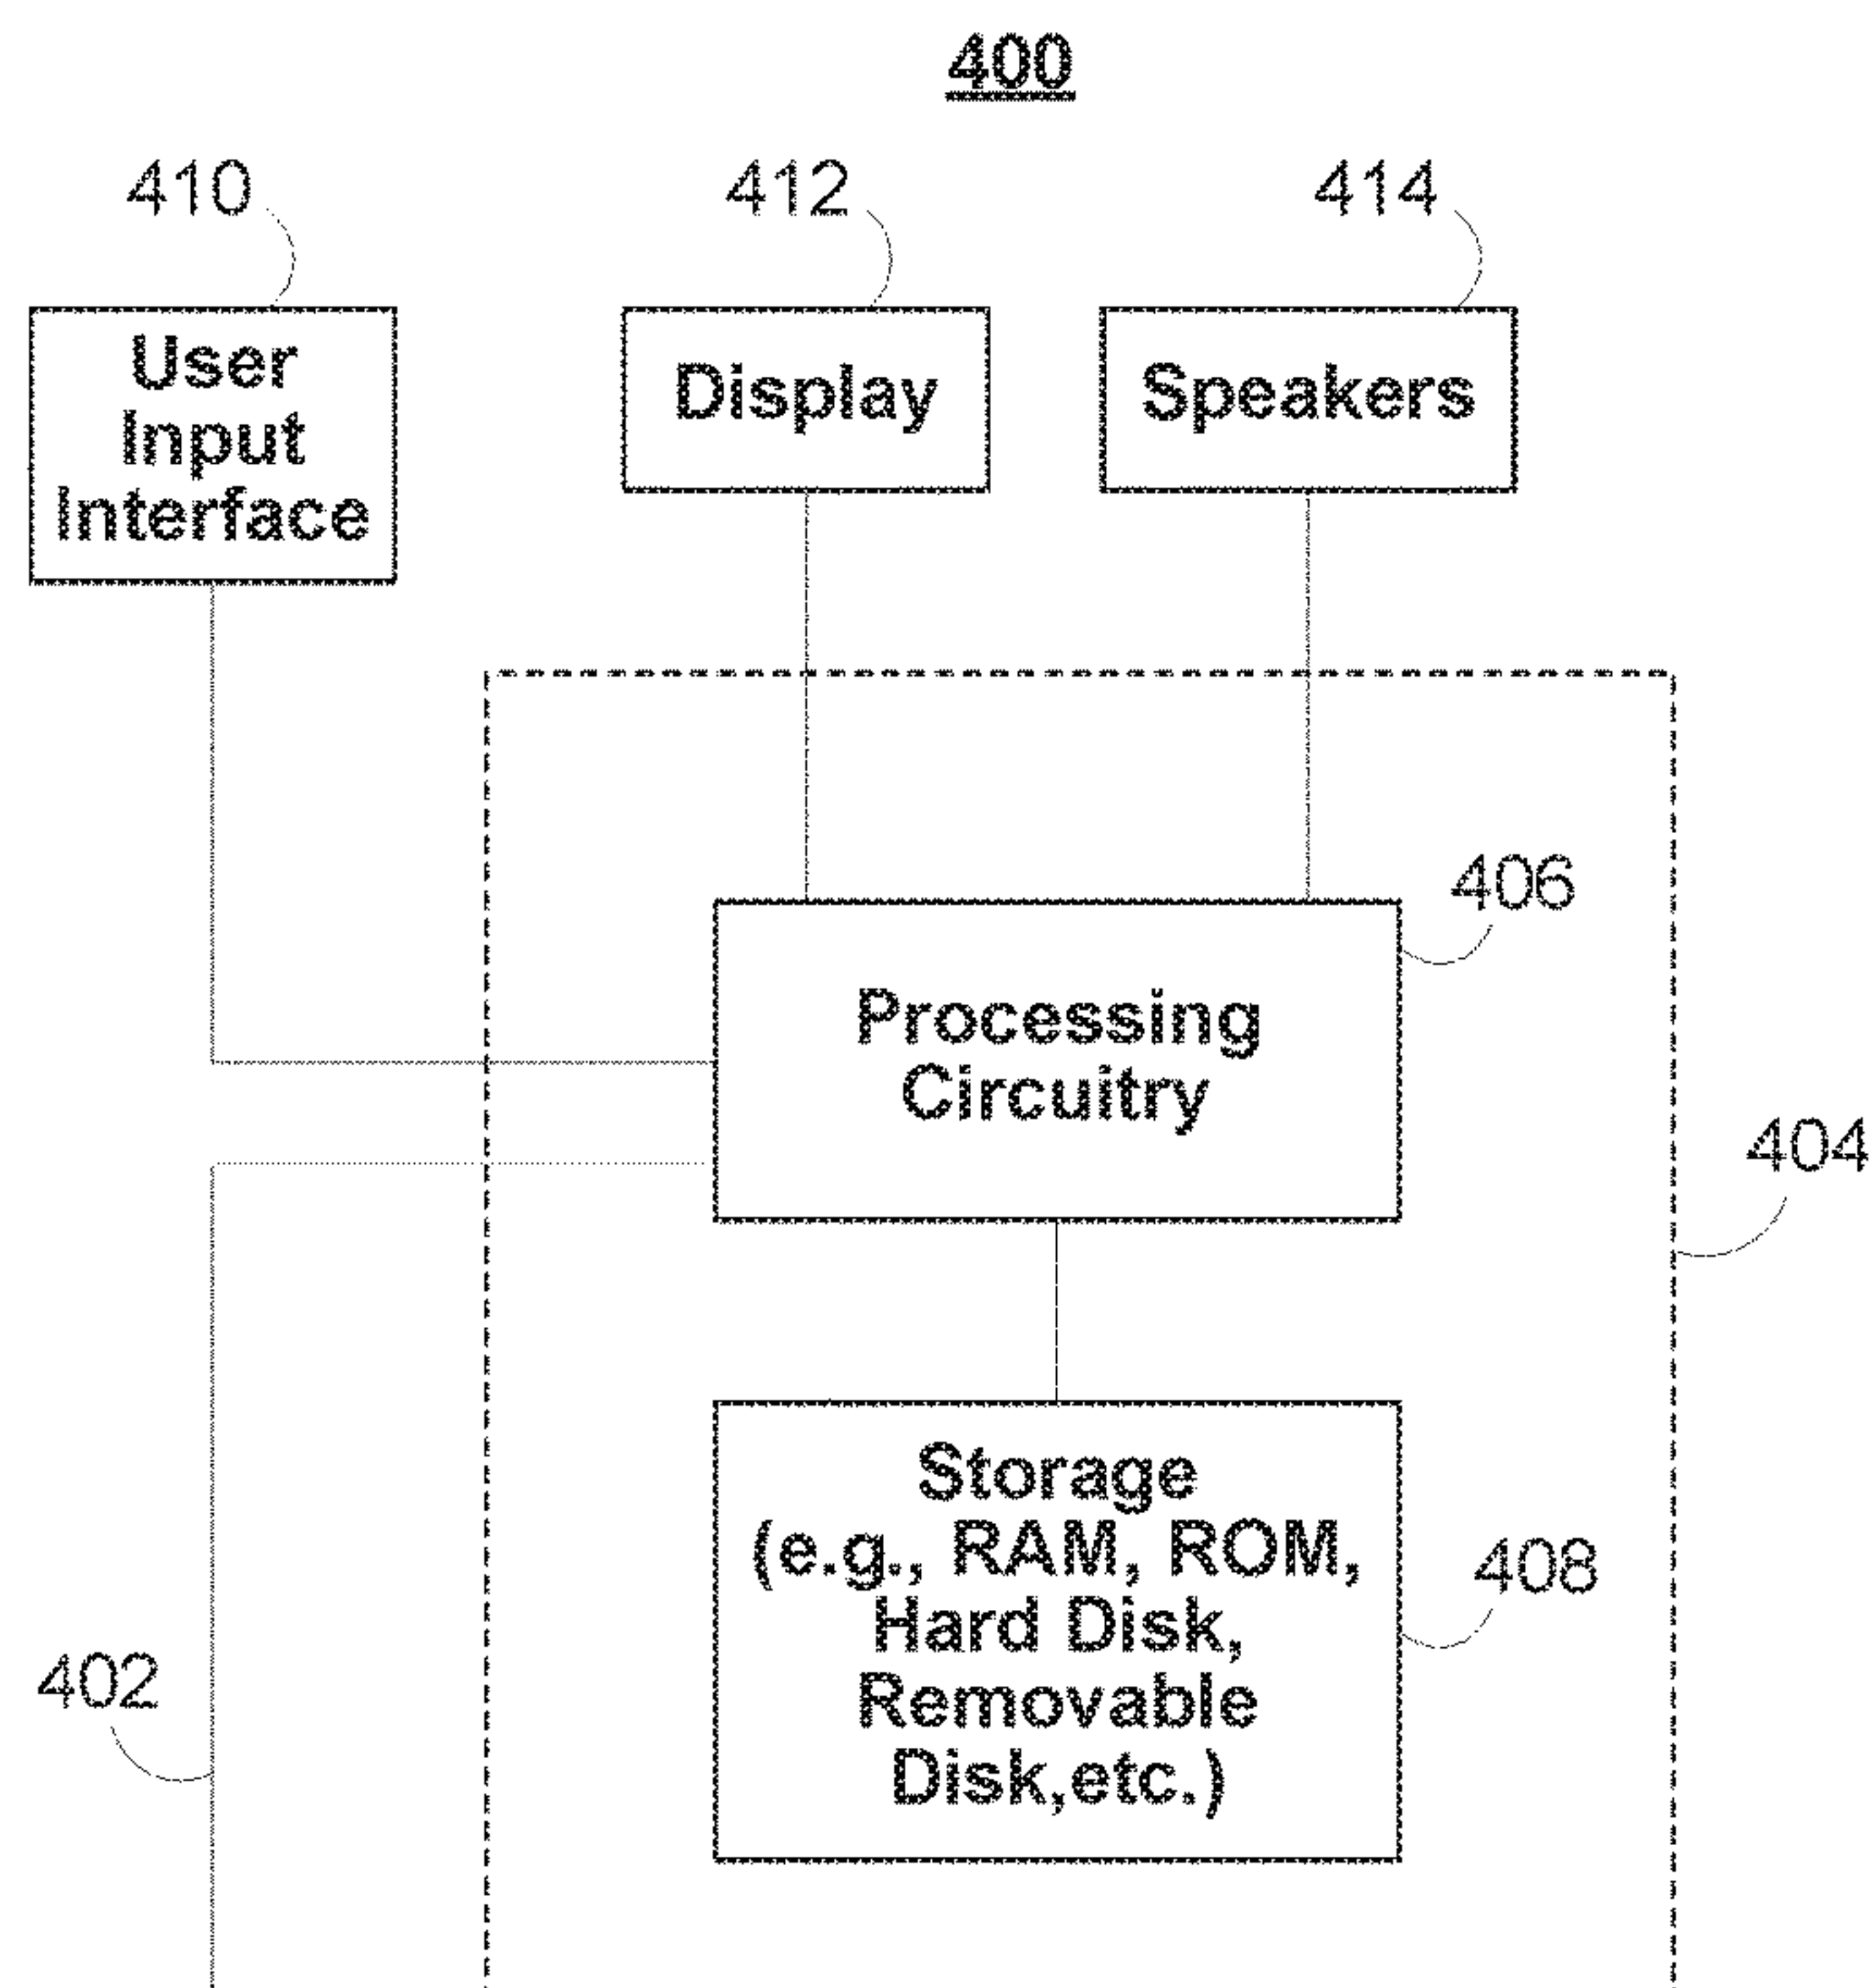 400
410
412
414
User
Input
Interface
Display
Speakers
406
Processing
Circuitry
404
Storage
(e.g., RAM, ROM,
Hard Disk,
Removable
Disk,etc.)
408
402